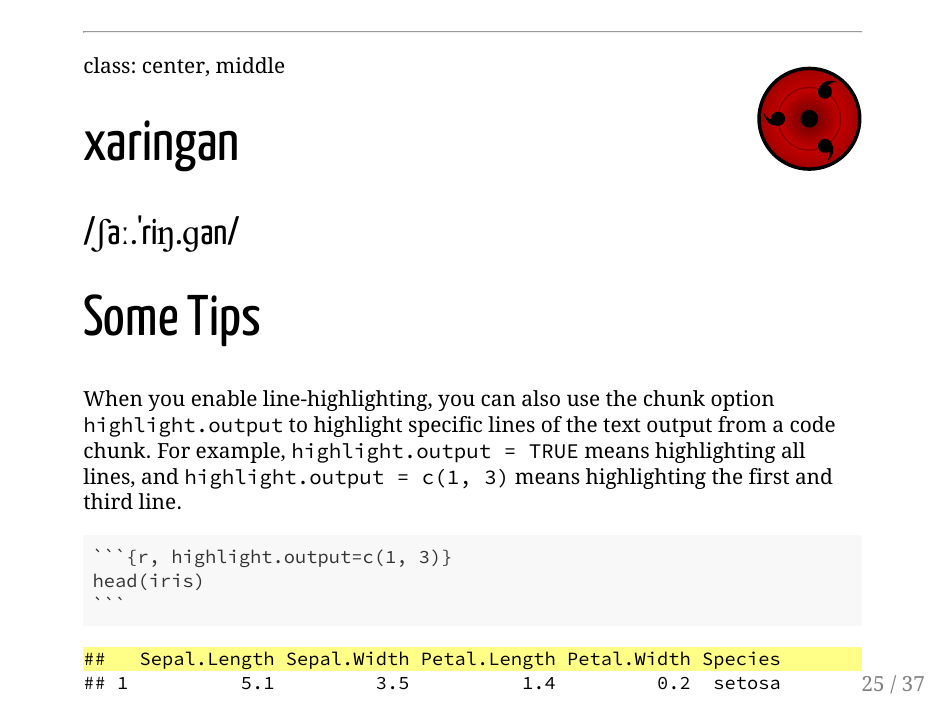 class: center, middle
xaringan
/ʃaː.ˈriŋ.ɡan/
Some Tips
When you enable line-highlighting, you can also use the chunk option
highlight.output to highlight specific lines of the text output from a code
chunk. For example, highlight.output = TRUE means highlighting all
lines, and highlight.output = c(1, 3) means highlighting the first and
third line.
```{r, highlight.output=c(1, 3)}
head(iris)
```
##   Sepal.Length Sepal.Width Petal.Length Petal.Width Species
## 1          5.1         3.5          1.4         0.2  setosa
25 / 37